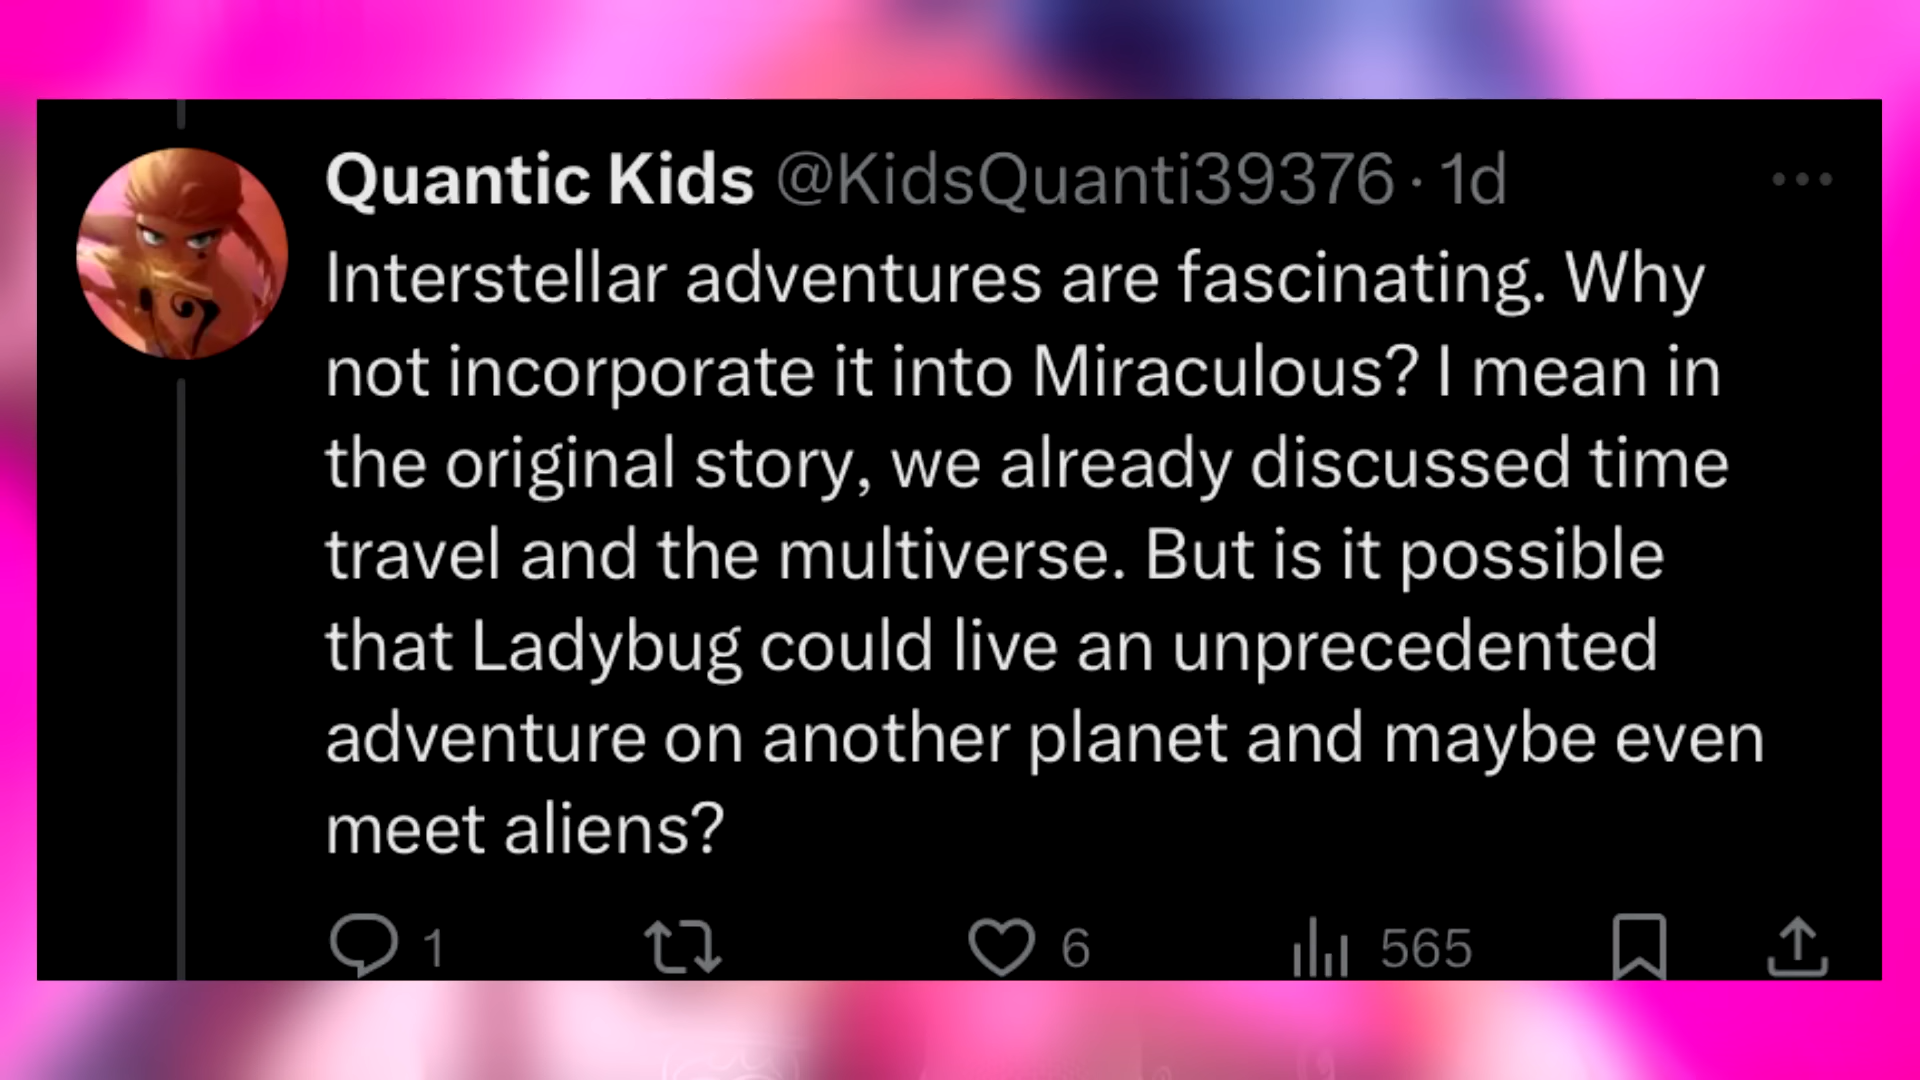 Quantic Kids @KidsQuanti39376 · 1d
Interstellar adventures are fascinating. Why
not incorporate it into Miraculous? I mean in
the original story, we already discussed time
travel and the multiverse. But is it possible
that Ladybug could live an unprecedented
adventure on another planet and maybe even
meet aliens?
1 6 565